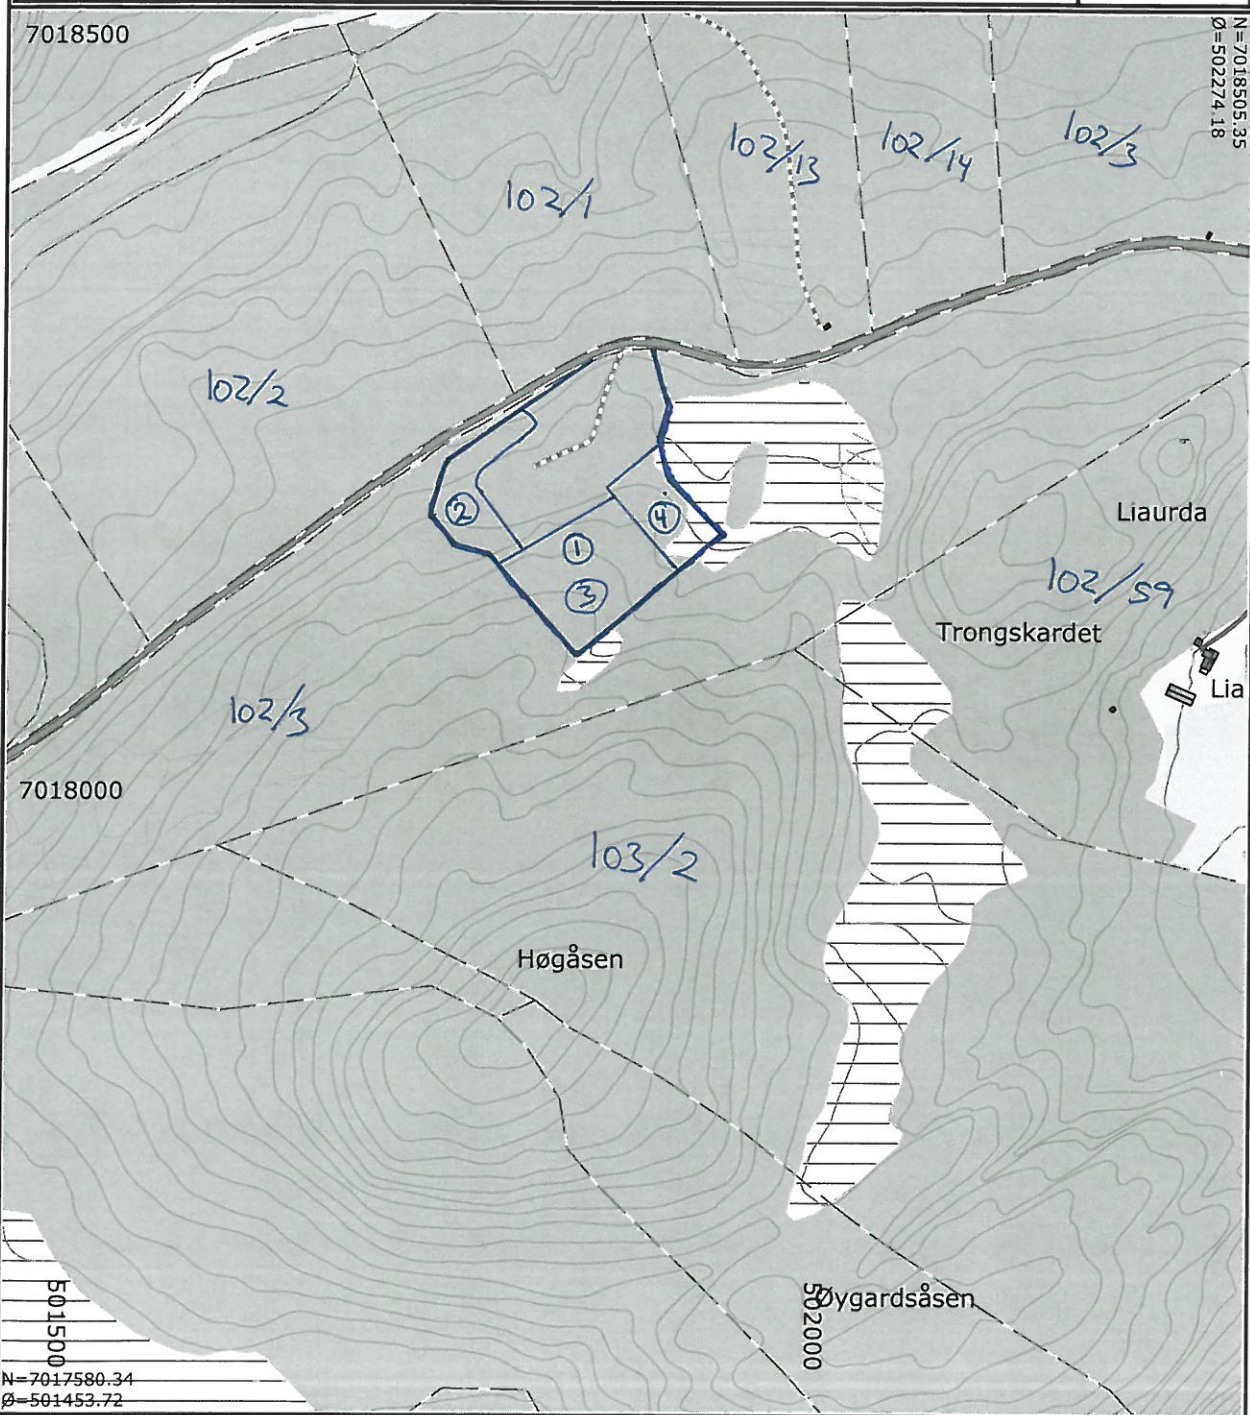 7018500
N=7018505.35
Ø=502274.18
102/13
102/14
102/3
102/1
102/2
Liaurda
②
④
①
③
102/59
Trongskardet
Lia
102/3
7018000
103/2
Høgåsen
501500
502000
Øygardsåsen
N=7017580.34
Ø=501453.72